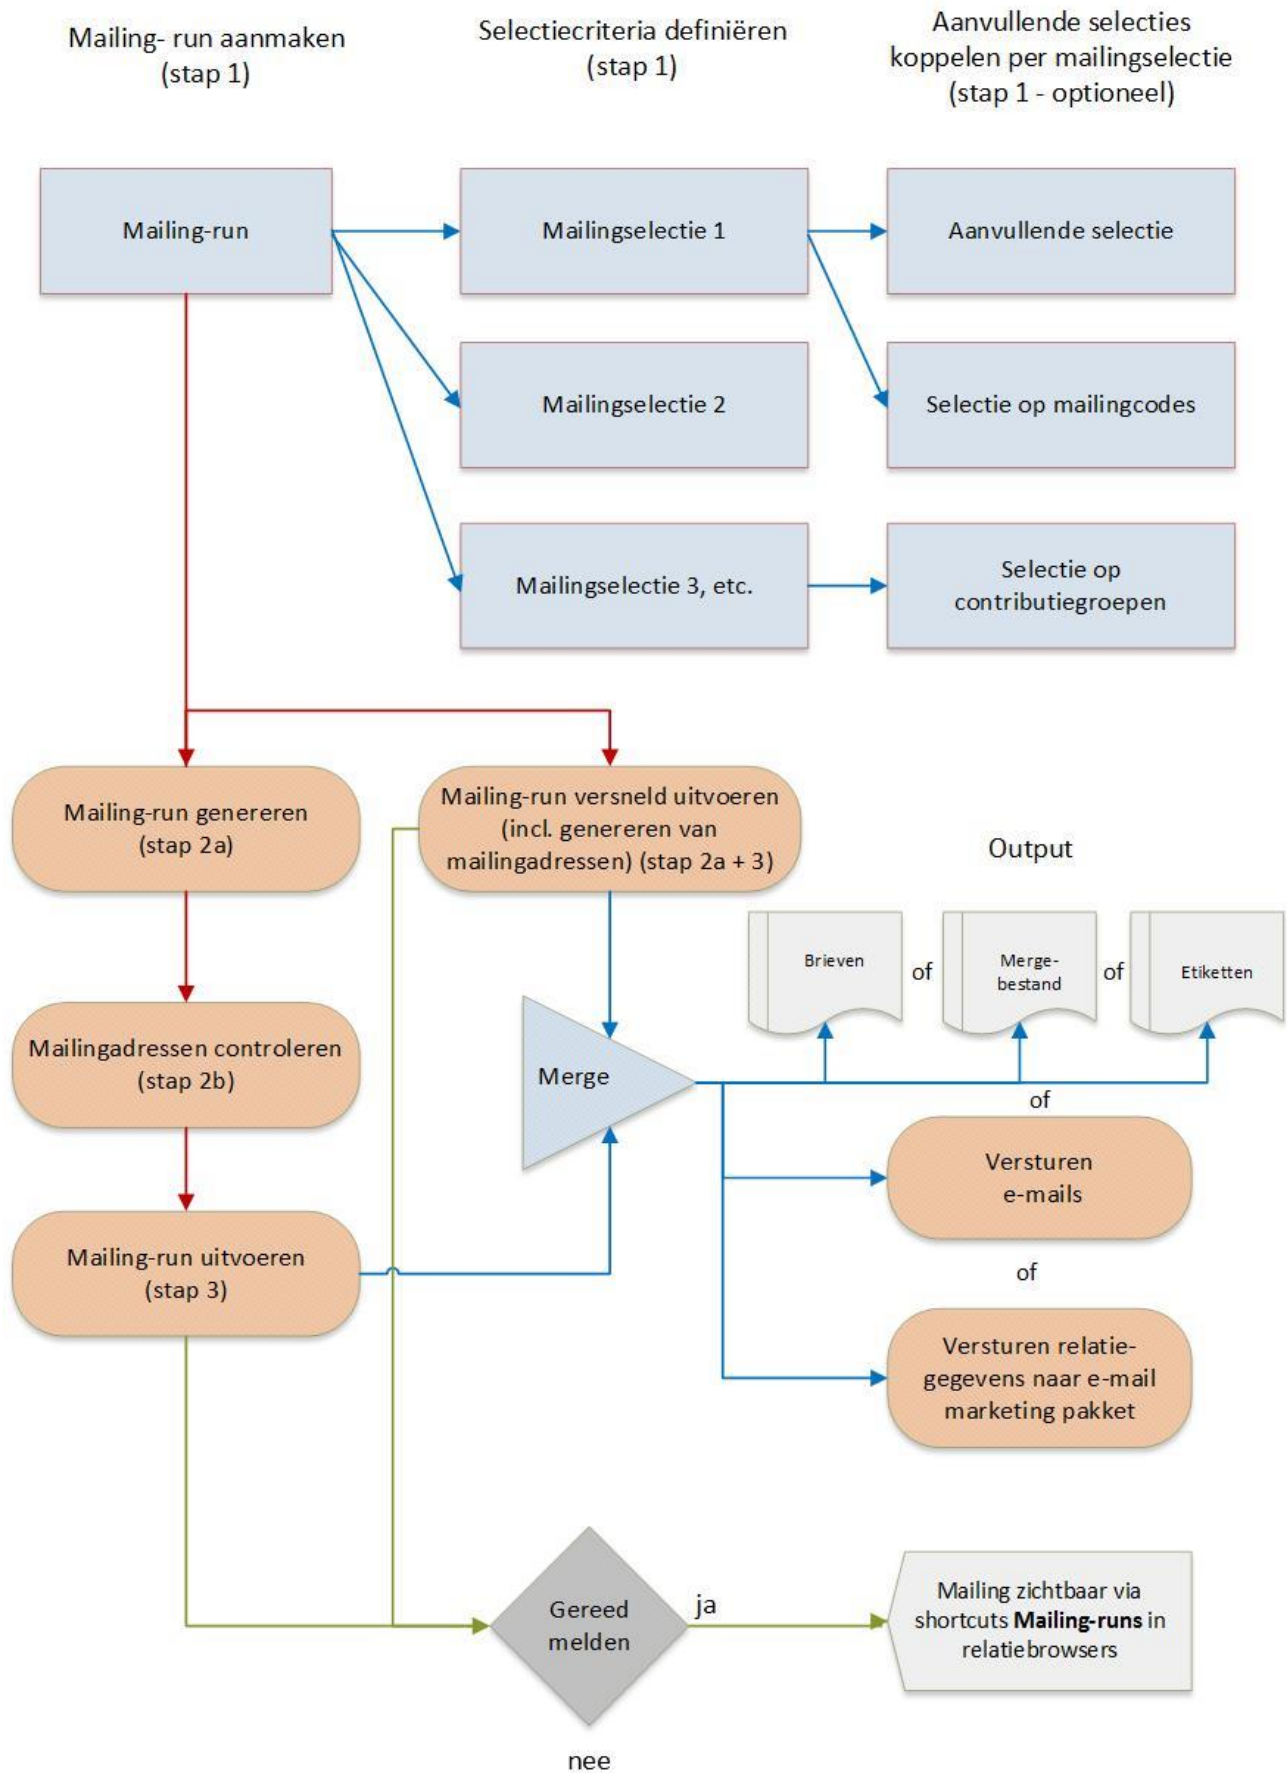 Mailing- run aanmaken
(stap 1)
Selectiecriteria definiëren
(stap 1)
Aanvullende selecties
koppelen per mailingselectie
(stap 1 - optioneel)
Mailing-run
Mailingselectie 1
Aanvullende selectie
Mailingselectie 2
Selectie op mailingcodes
Mailingselectie 3, etc.
Selectie op
contributiegroepen
Mailing-run genereren
(stap 2a)
Mailing-run versneld uitvoeren
(incl. genereren van
mailingadressen) (stap 2a + 3)
Output
Brieven
of
Merge-
bestand
of
Etiketten
Mailingadressen controleren
(stap 2b)
Merge
of
Versturen
e-mails
Mailing-run uitvoeren
(stap 3)
of
Versturen relatie-
gegevens naar e-mail
marketing pakket
Gereed
melden
ja
Mailing zichtbaar via
shortcuts Mailing-runs in
relatiebrowsers
nee